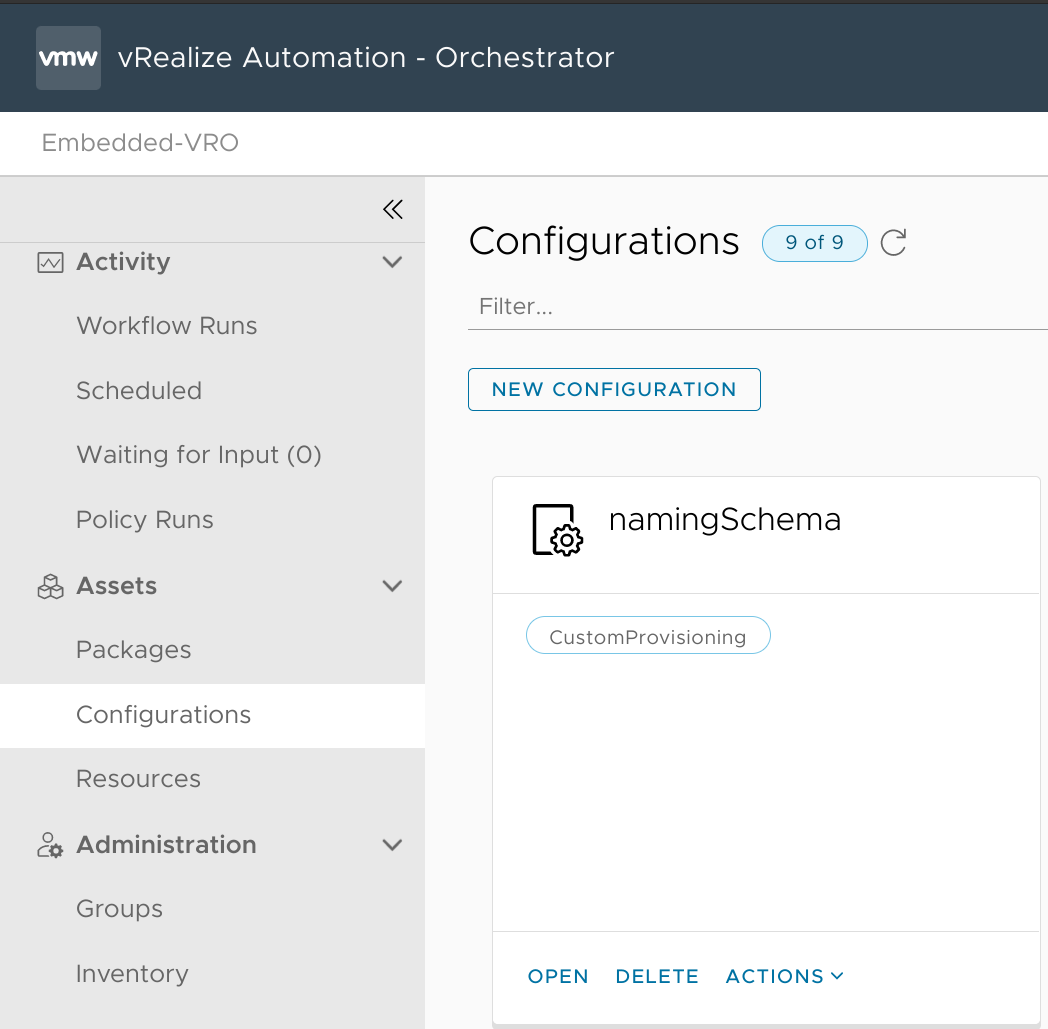 vmw vRealize Automation - Orchestrator
Embedded-VRO
Activity
Workflow Runs
Scheduled
Waiting for Input (0)
Policy Runs
Assets
Packages
Configurations
Resources
Administration
Groups
Inventory
Configurations 9 of 9
Filter...
NEW CONFIGURATION
namingSchema
CustomProvisioning
OPEN DELETE ACTIONS